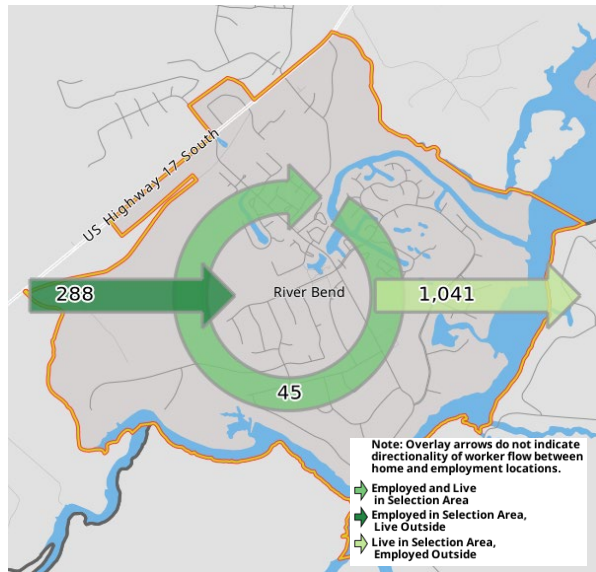 US Highway 17 South
288
River Bend
1,041
45
Note: Overlay arrows do not indicate
directionality of worker flow between
home and employment locations.
Employed and Live
in Selection Area
Employed in Selection Area,
Live Outside
Live in Selection Area,
Employed Outside